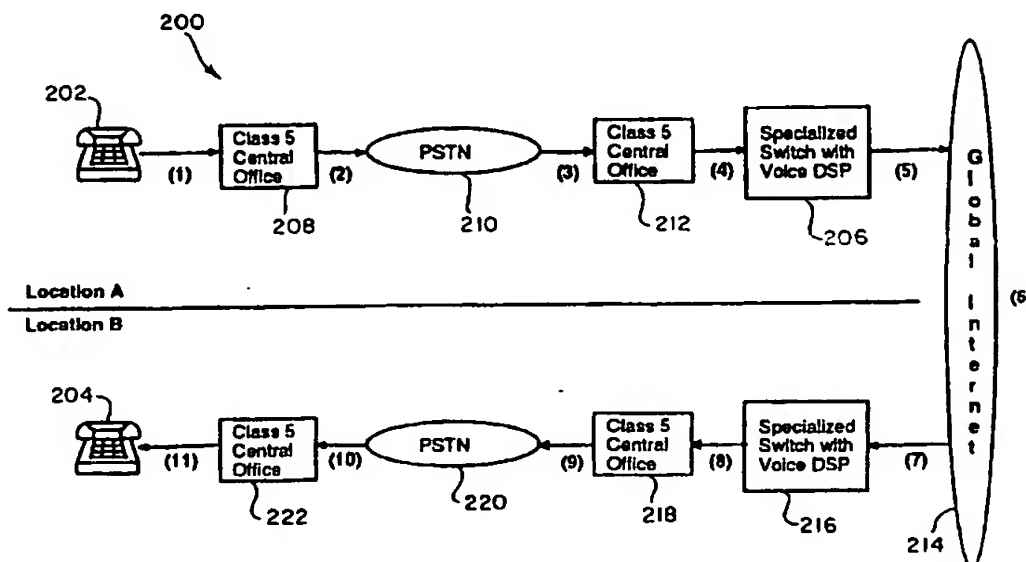 200
202
Class 5
Central
Office
208
PSTN
210
Class 5
Central
Office
212
Specialized
Switch with
Voice DSP
206
(1)
(2)
(3)
(4)
(5)
Global Internet
(6
214
Location A
Location B
204
Class 5
Central
Office
222
PSTN
220
Class 5
Central
Office
218
Specialized
Switch with
Voice DSP
216
(11)
(10)
(9)
(8)
(7)